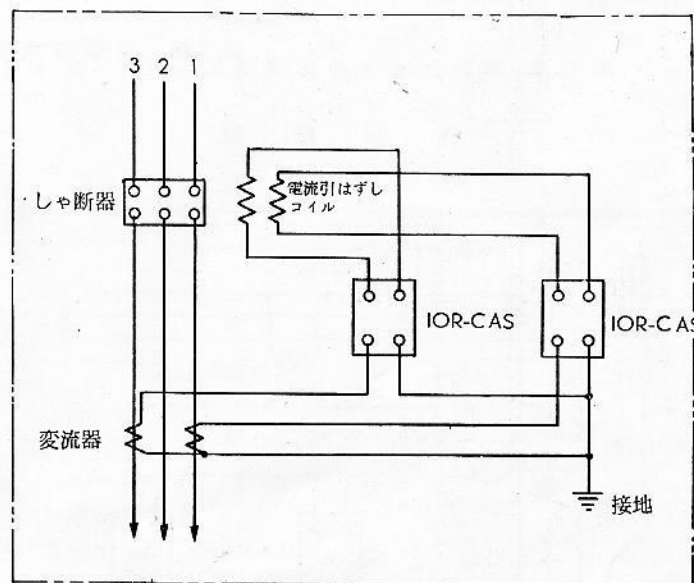 3 2 1
しゃ断器
電流引はずし
コイル
IOR-CAS
IOR-CAS
変流器
接地